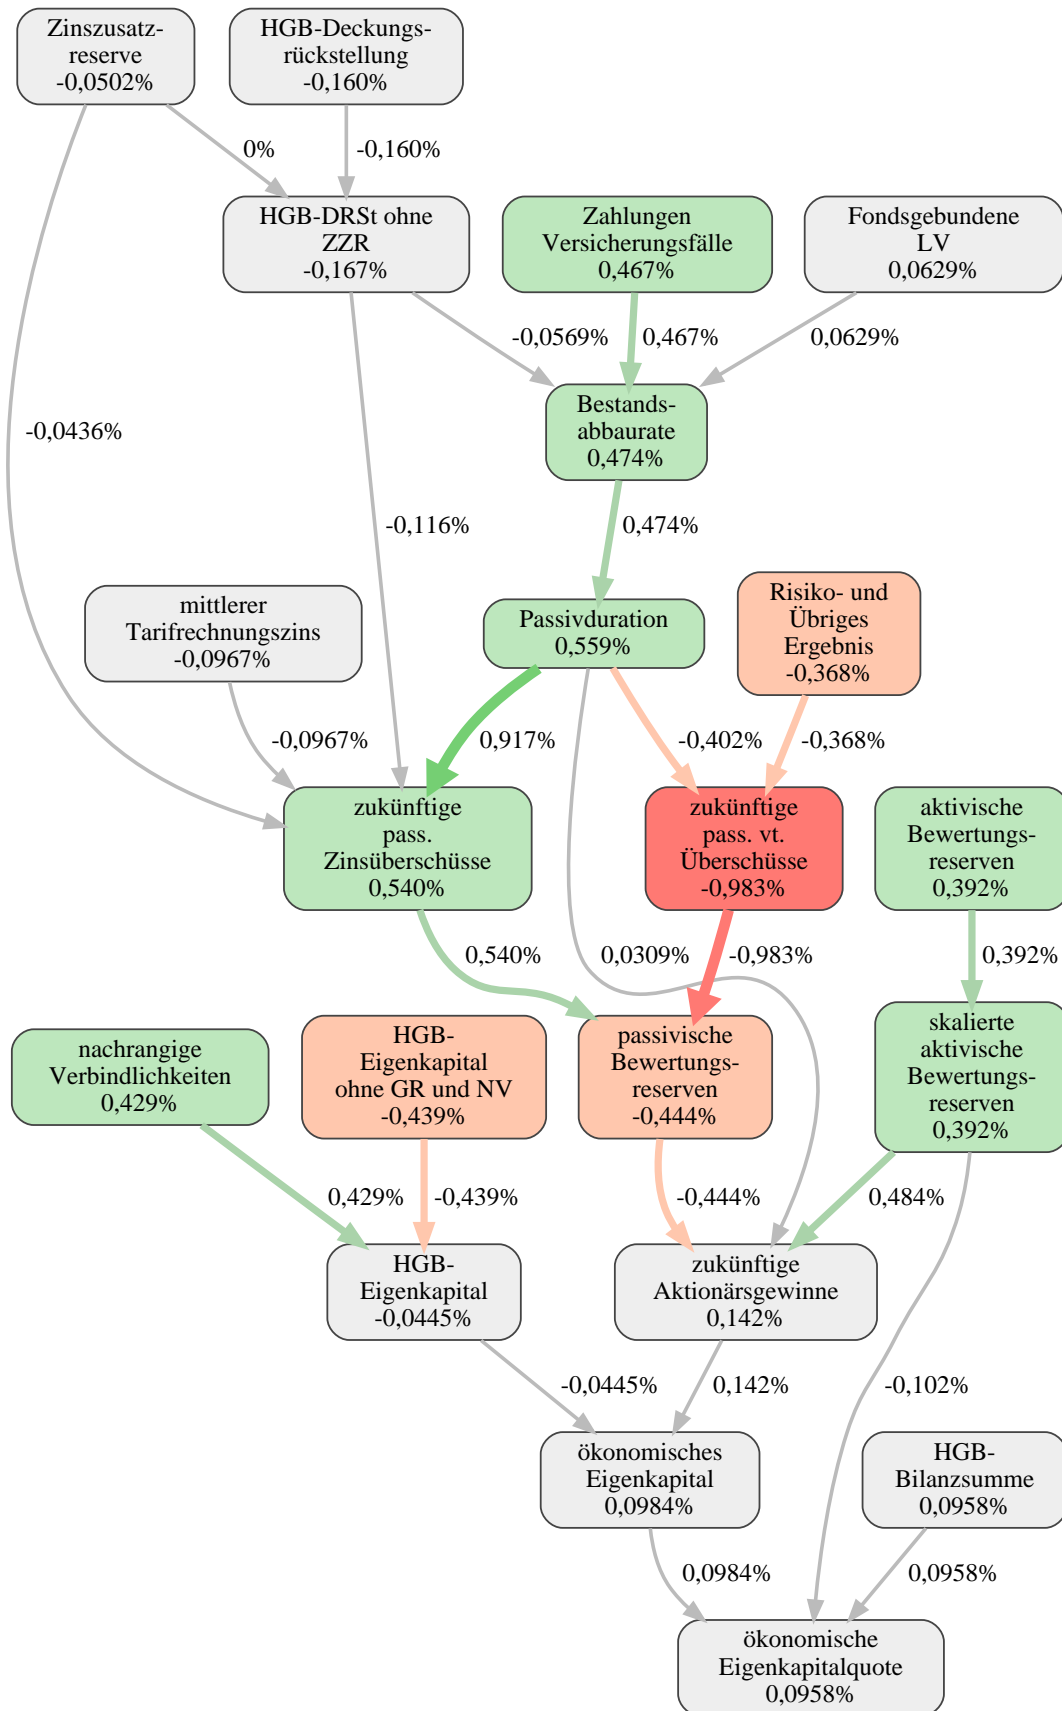 Zinszusatz-
reserve
-0,0502%
HGB-Deckungs-
rückstellung
-0,160%
0%
-0,160%
HGB-DRSt ohne
ZZR
-0,167%
Zahlungen
Versicherungsfälle
0,467%
Fondsgebundene
LV
0,0629%
-0,0569%
0,467%
0,0629%
-0,0436%
Bestands-
abbaurate
0,474%
-0,116%
0,474%
mittlerer
Tarifrechnungszins
-0,0967%
Passivduration
0,559%
Risiko- und
Übriges
Ergebnis
-0,368%
-0,0967%
0,917%
-0,402%
-0,368%
zukünftige
pass.
Zinsüberschüsse
0,540%
zukünftige
pass. vt.
Überschüsse
-0,983%
aktivische
Bewertungs-
reserven
0,392%
0,540%
0,0309%
-0,983%
0,392%
nachrangige
Verbindlichkeiten
0,429%
HGB-
Eigenkapital
ohne GR und NV
-0,439%
passivische
Bewertungs-
reserven
-0,444%
skalierte
aktivische
Bewertungs-
reserven
0,392%
0,429%
-0,439%
-0,444%
0,484%
HGB-
Eigenkapital
-0,0445%
zukünftige
Aktionärsgewinne
0,142%
-0,0445%
0,142%
-0,102%
ökonomisches
Eigenkapital
0,0984%
HGB-
Bilanzsumme
0,0958%
0,0984%
0,0958%
ökonomische
Eigenkapitalquote
0,0958%